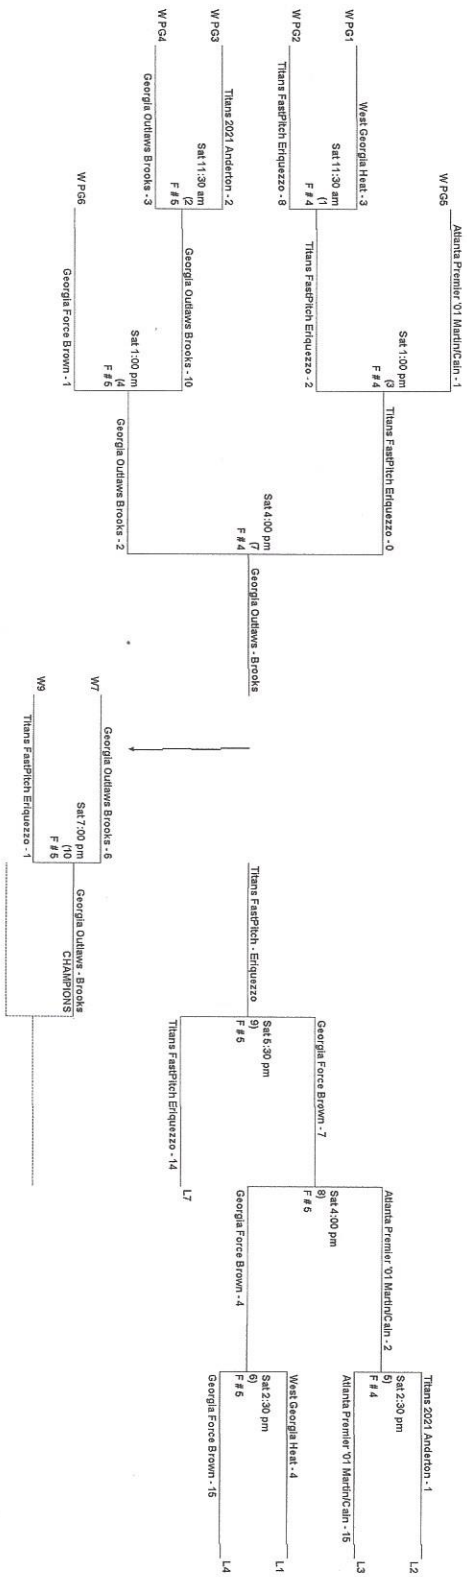 W PG5
Atlanta Premier '01 Martin/Cain - 1
W PG1
West Georgia Heat - 3
Sat 11:30 am
(1
F # 4
W PG2
Titans FastPitch Eriquezzo - 8
Sat 1:00 pm
(3
F # 4
Titans FastPitch Eriquezzo - 2
Titans FastPitch Eriquezzo - 0
W PG3
Titans 2021 Anderton - 2
Sat 11:30 am
(2
F # 5
W PG4
Georgia Outlaws Brooks - 3
Georgia Outlaws Brooks - 10
Sat 1:00 pm
(4
F # 5
W PG6
Georgia Force Brown - 1
Georgia Outlaws Brooks - 2
Sat 4:00 pm
(7
F # 4
Georgia Outlaws - Brooks
W7
Georgia Outlaws Brooks - 6
Sat 7:00 pm
(10
F # 5
W9
Titans FastPitch Eriquezzo - 1
Georgia Outlaws - Brooks
CHAMPIONS
Titans FastPitch - Eriquezzo
Sat 5:30 pm
9)
F # 5
Georgia Force Brown - 7
Titans FastPitch Eriquezzo - 14
L7
Sat 4:00 pm
8)
F # 5
Atlanta Premier '01 Martin/Cain - 2
Georgia Force Brown - 4
Titans 2021 Anderton - 1
L2
Sat 2:30 pm
5)
F # 4
Atlanta Premier '01 Martin/Cain - 15
L3
West Georgia Heat - 4
L1
Sat 2:30 pm
6)
F # 5
Georgia Force Brown - 15
L4